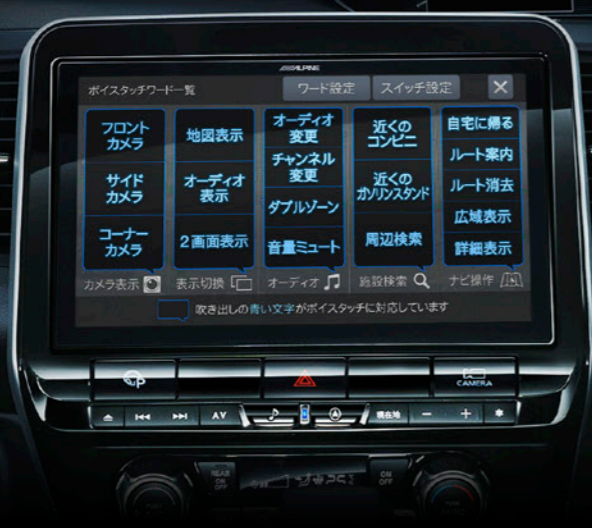 ALPINE
ボイスタッチワード一覧
ワード設定
スイッチ設定
フロント
カメラ
サイド
カメラ
コーナー
カメラ
カメラ表示
地図表示
オーディオ
表示
2画面表示
表示切換
オーディオ
変更
チャンネル
変更
ダブルゾーン
音量ミュート
オーディオ
近くの
コンビニ
近くの
ガソリンスタンド
周辺検索
施設検索
自宅に帰る
ルート案内
ルート消去
広域表示
詳細表示
ナビ操作
吹き出しの青い文字がボイスタッチに対応しています
P
CAMERA
AV
現在地
REAR
ON
OFF
ON
OFF